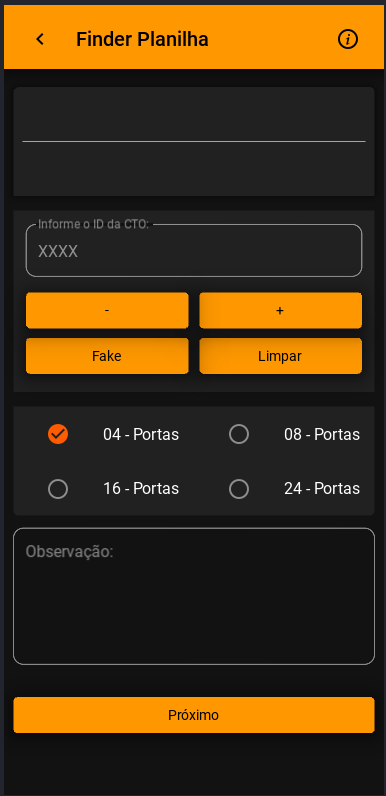 Finder Planilha
Informe o ID da CTO:
XXXX
- +
Fake Limpar
04 - Portas 08 - Portas
16 - Portas 24 - Portas
Observação:
Próximo